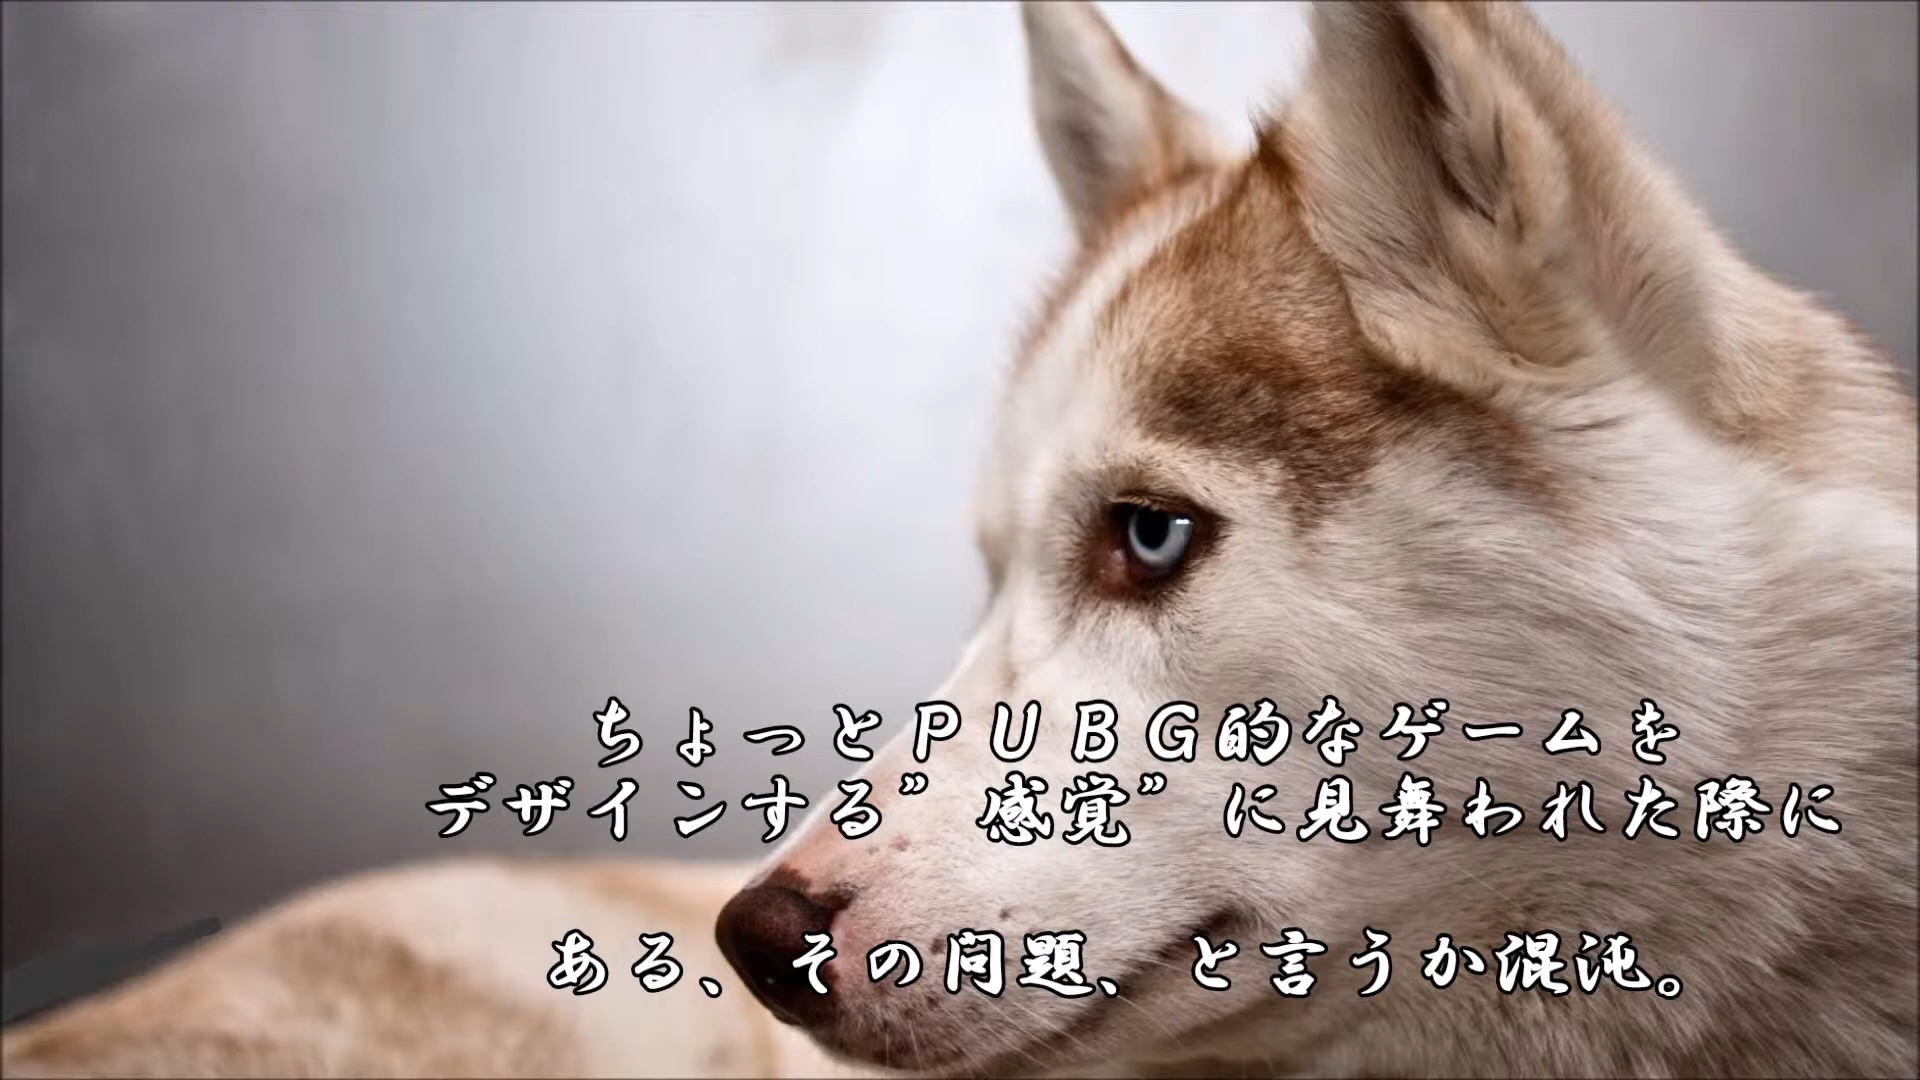 ちょっとＰＵＢＧ的なゲームを
デザインする”感覚”に見舞われた際に
ある、その問題、と言うか混沌。